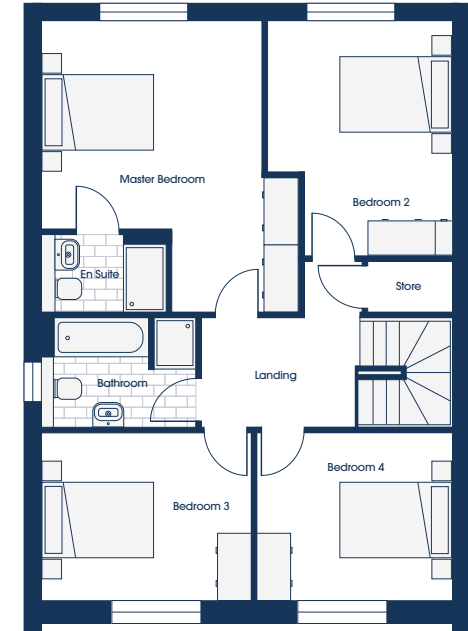 Master Bedroom
Bedroom 2
En Suite
Store
Landing
Bathroom
Bedroom 4
Bedroom 3